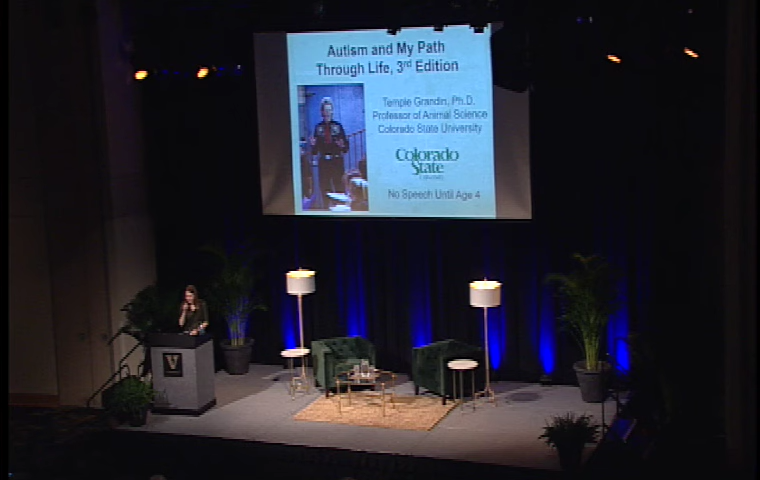 Autism and My Path
Through Life, 3rd Edition
Temple Grandin, Ph.D.
Professor of Animal Science
Colorado State University
Colorado
State
No Speech Until Age 4
V